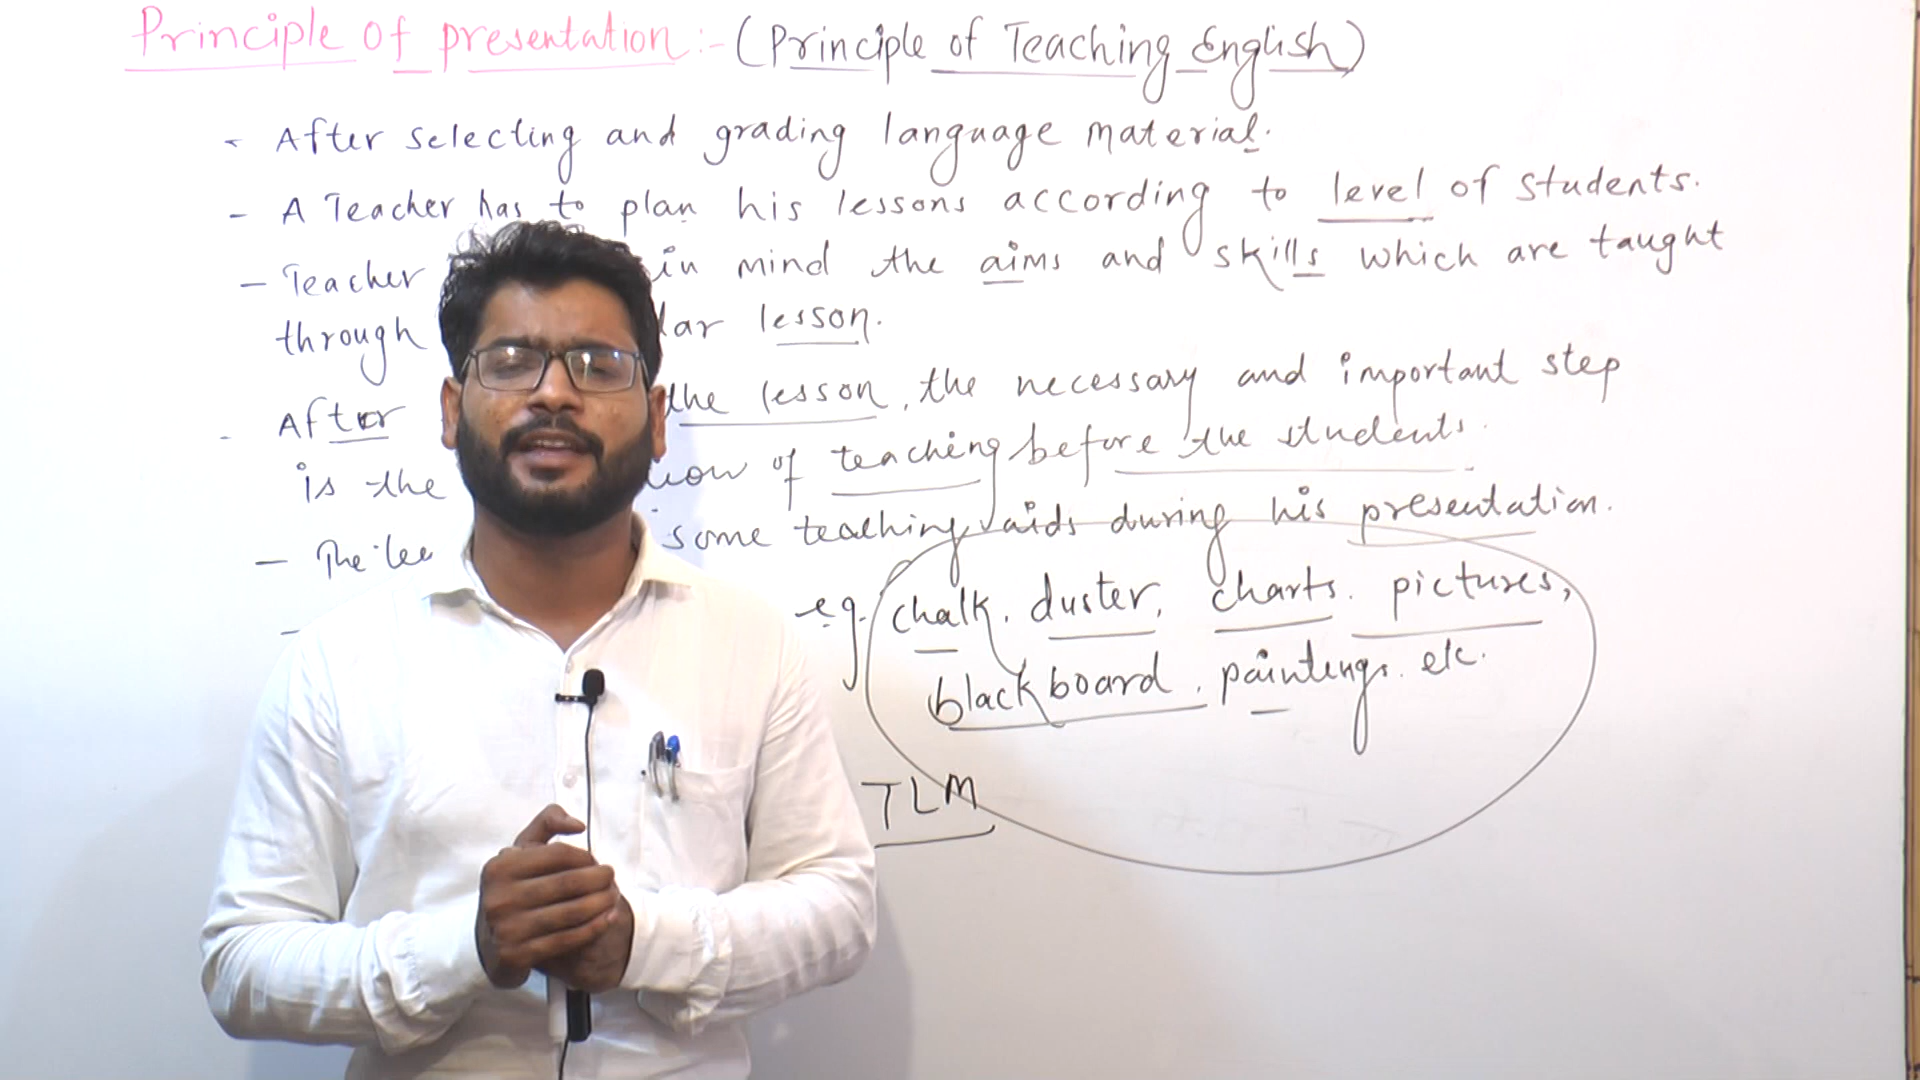 Principle of presentation :- (Principle of Teaching English)
- After selecting and grading language material.
- A Teacher has to plan his lessons according to level of students.
- Teacher in mind the aims and skills which are taught
through lar lesson.
- After the lesson, the necessary and important step
is the of teaching before the students.
- The some teaching aids during his presentation.
- e.g. chalk, duster, charts, pictures,
blackboard, paintings. etc.
TLM